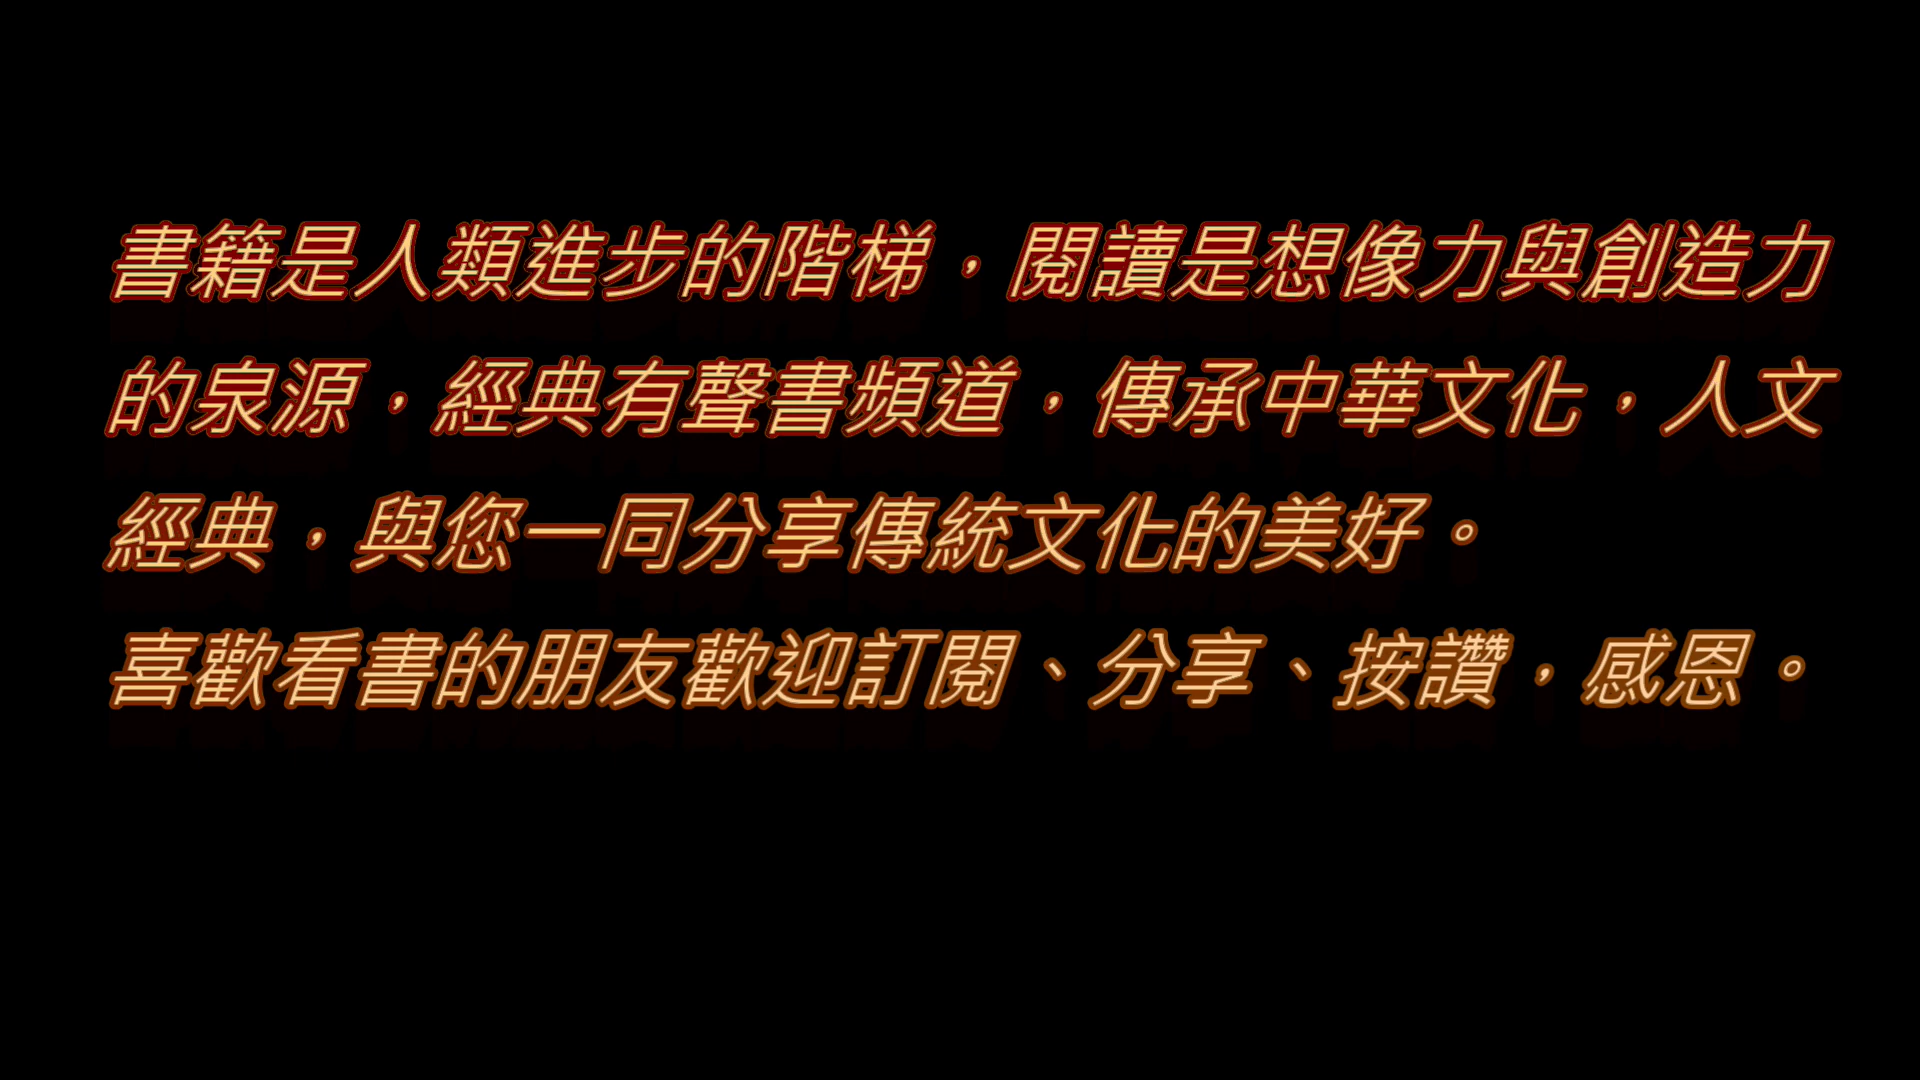 書籍是人類進步的階梯，閱讀是想像力與創造力
的泉源，經典有聲書頻道，傳承中華文化，人文
經典，與您一同分享傳統文化的美好。
喜歡看書的朋友歡迎訂閱、分享、按讚，感恩。